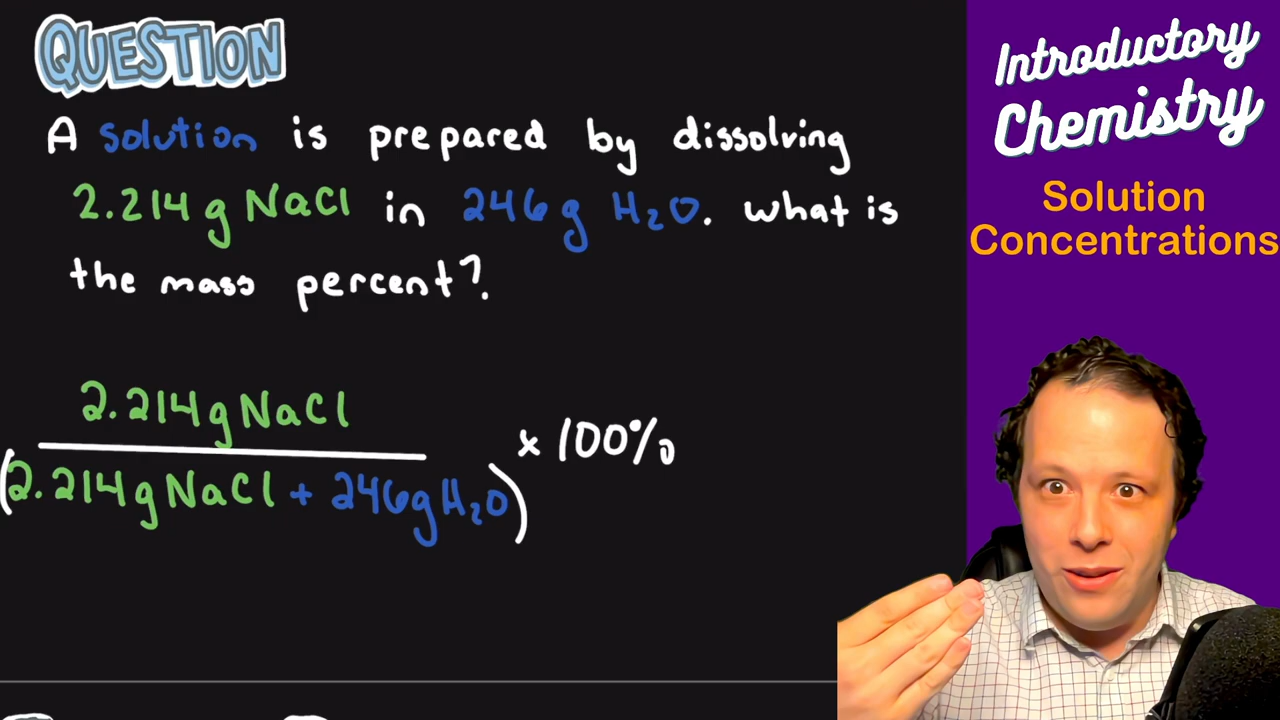 QUESTION
A solution is prepared by dissolving
2.214 g NaCl in 246 g H₂O. What is
the mass percent?
2.214 g NaCl
(2.214 g NaCl + 246 g H₂O)
x 100%
Introductory
Chemistry
Solution
Concentrations